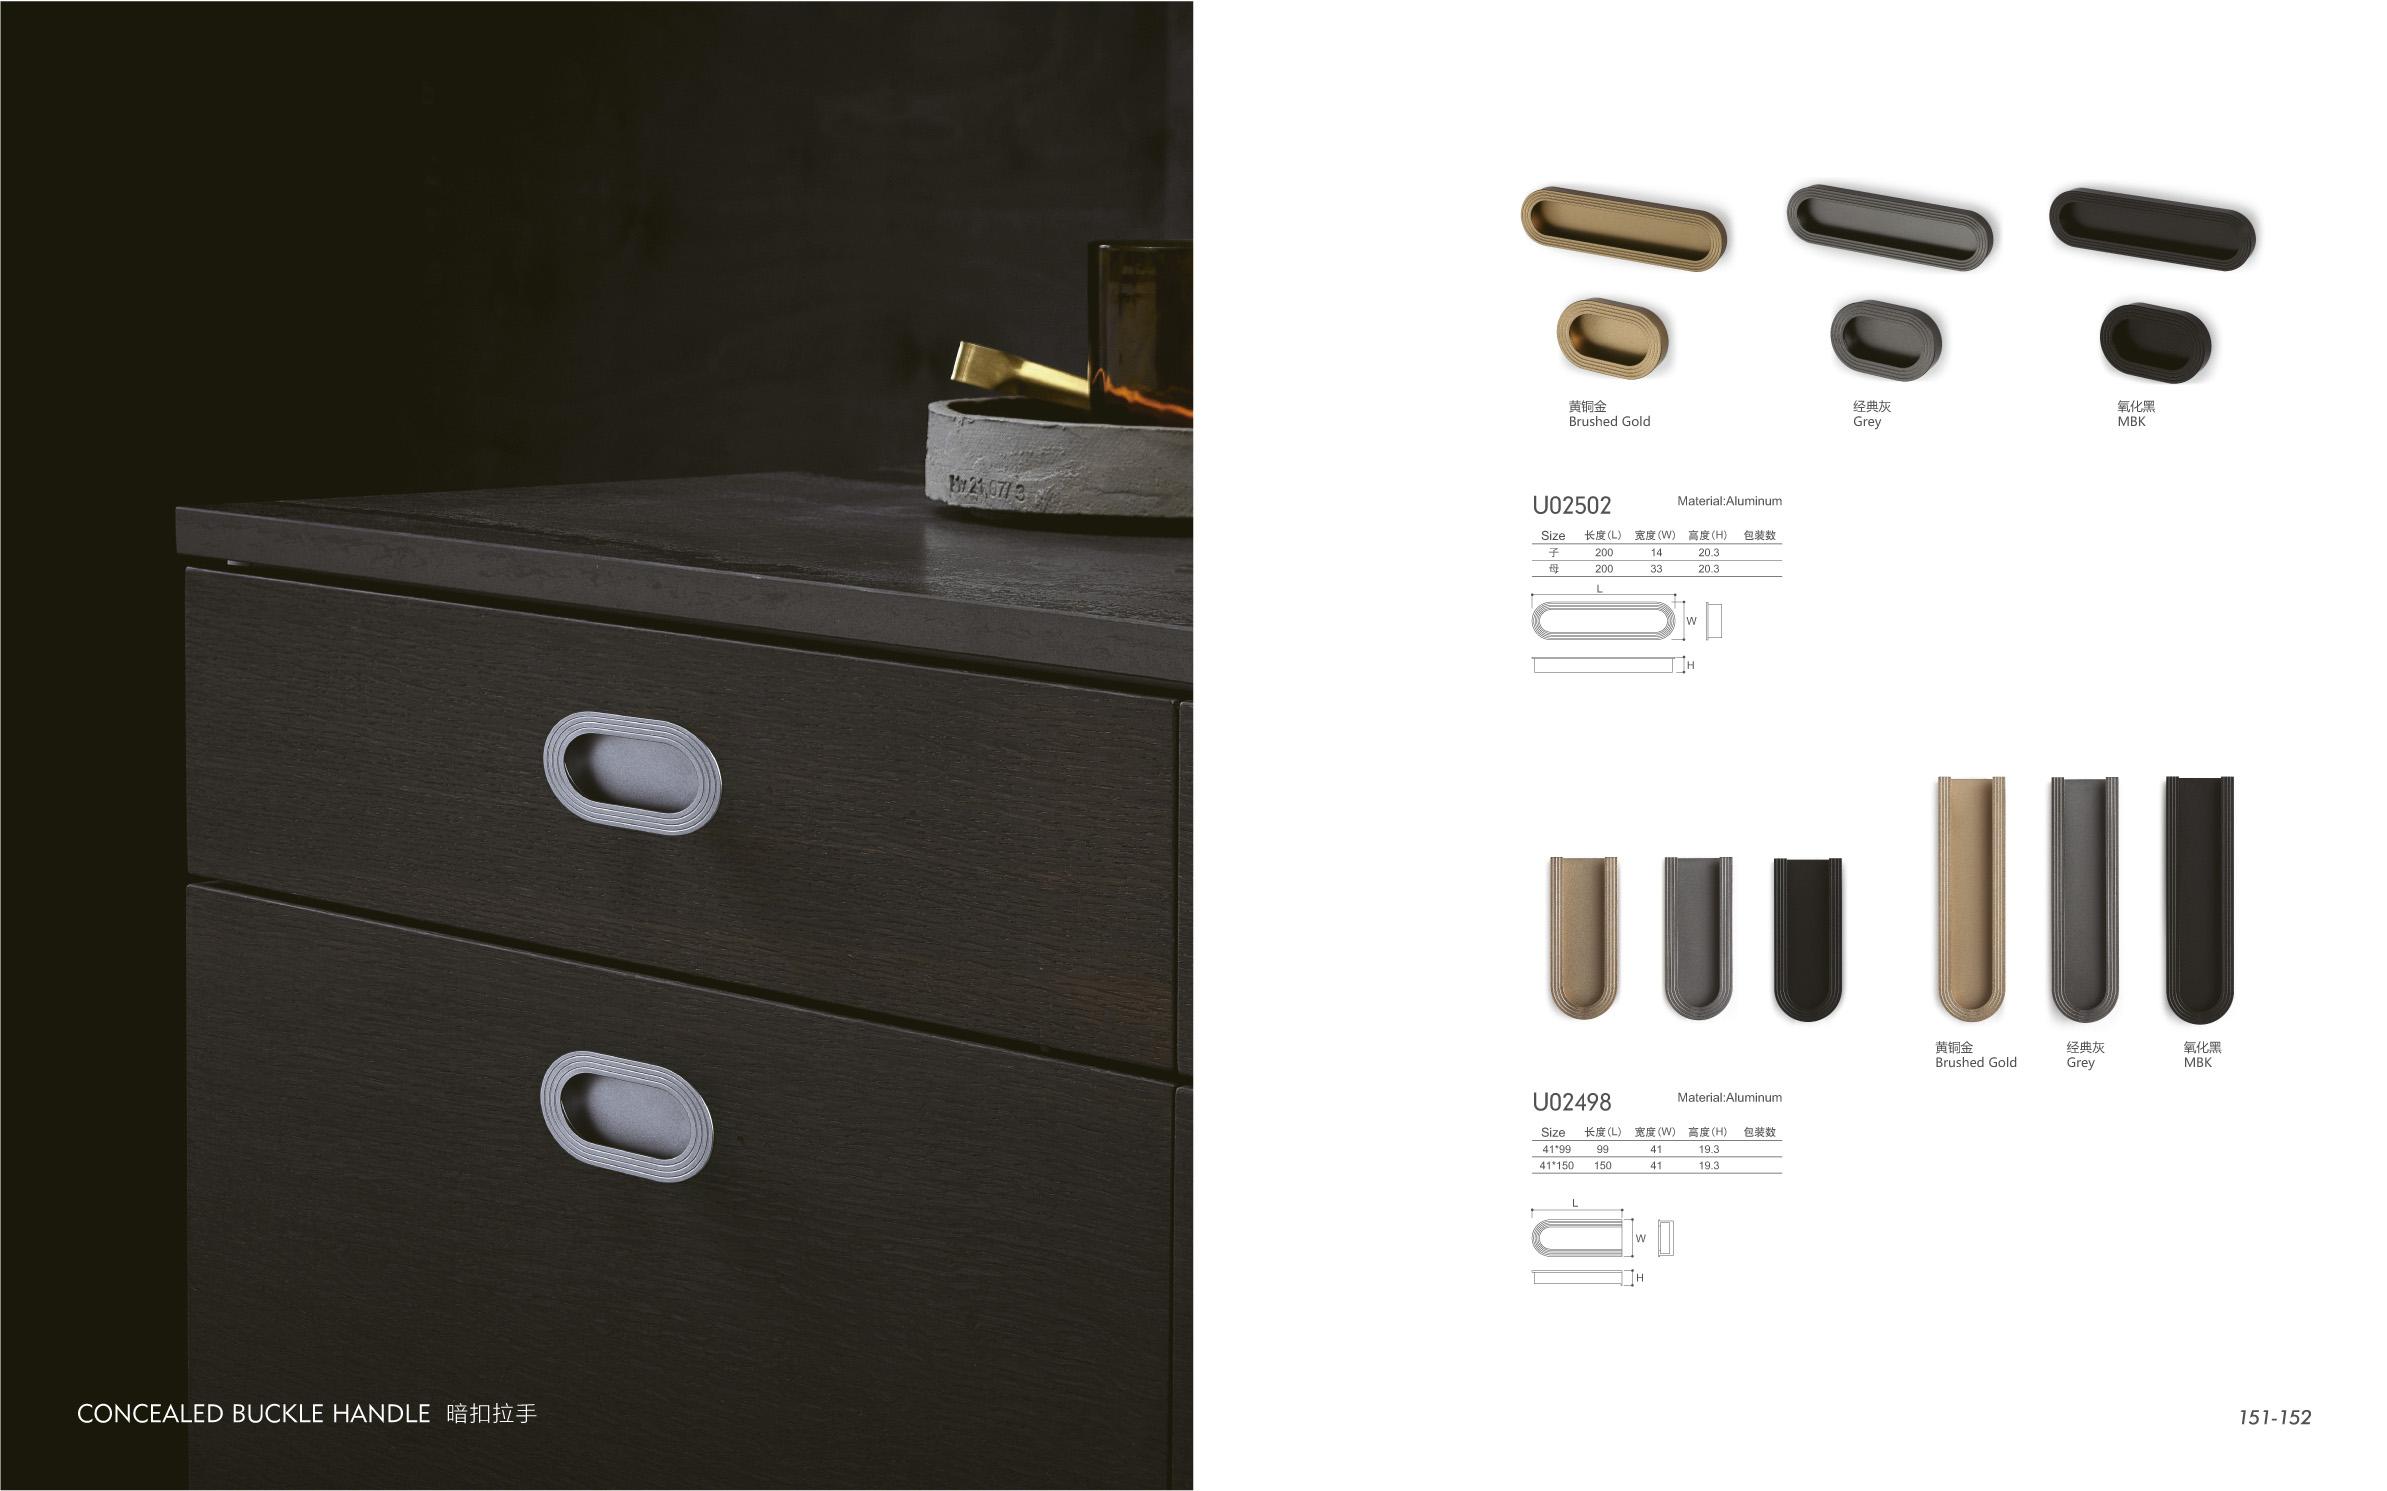 CONCEALED BUCKLE HANDLE 暗扣拉手
黄铜金
Brushed Gold
经典灰
Grey
氧化黑
MBK
U02502
Material:Aluminum
Size 长度(L) 宽度(W) 高度(H) 包装数
子 200 14 20.3
母 200 33 20.3
L
W
H
黄铜金
Brushed Gold
经典灰
Grey
氧化黑
MBK
U02498
Material:Aluminum
Size 长度(L) 宽度(W) 高度(H) 包装数
41*99 99 41 19.3
41*150 150 41 19.3
L
W
H
151-152